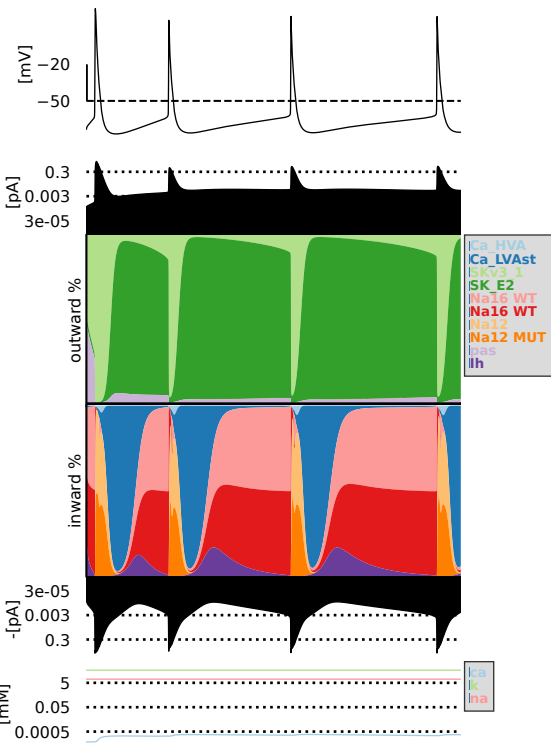 [mV]
−20
−50
[pA]
0.3
0.003
3e-05
outward %
Ca_HVA
Ca_LVAst
SKv3_1
SK_E2
Na16 WT
Na16 WT
Na12
Na12 MUT
pas
Ih
inward %
-[pA]
3e-05
0.003
0.3
[mM]
5
0.05
0.0005
ca
k
na